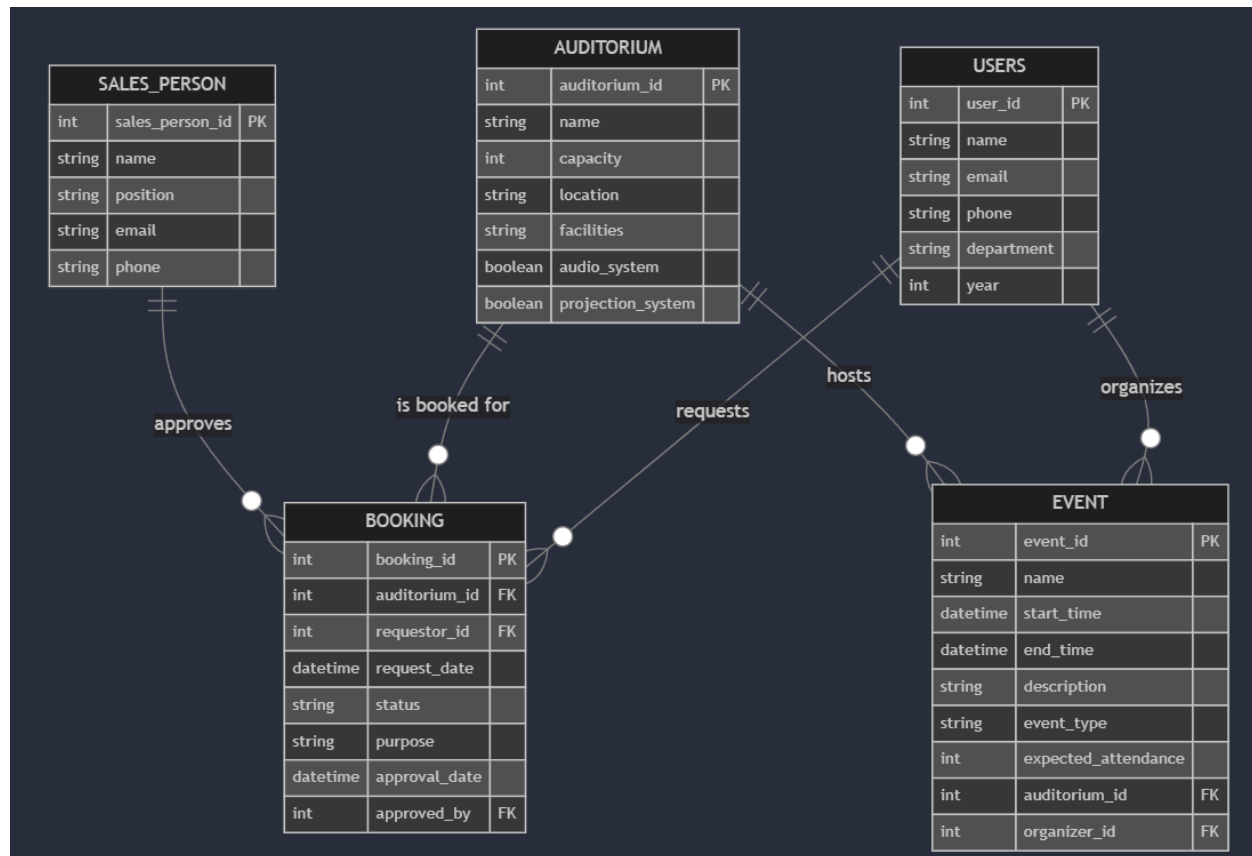 SALES_PERSON
int sales_person_id PK
string name
string position
string email
string phone
AUDITORIUM
int auditorium_id PK
string name
int capacity
string location
string facilities
boolean audio_system
boolean projection_system
USERS
int user_id PK
string name
string email
string phone
string department
int year
approves
is booked for
requests
hosts
organizes
BOOKING
int booking_id PK
int auditorium_id FK
int requestor_id FK
datetime request_date
string status
string purpose
datetime approval_date
int approved_by FK
EVENT
int event_id PK
string name
datetime start_time
datetime end_time
string description
string event_type
int expected_attendance
int auditorium_id FK
int organizer_id FK